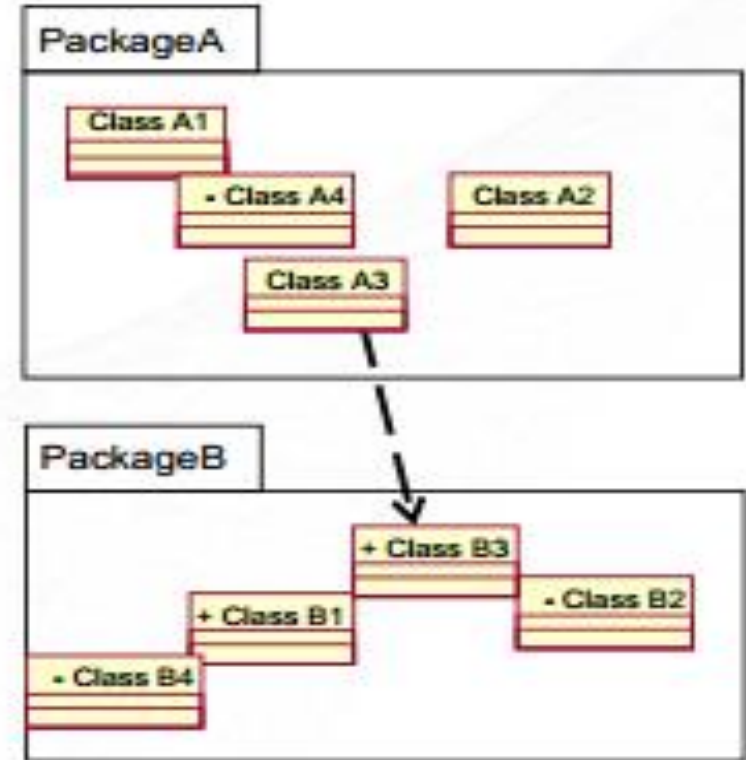 PackageA
Class A1
- Class A4
Class A2
Class A3
PackageB
+ Class B3
- Class B2
+ Class B1
- Class B4